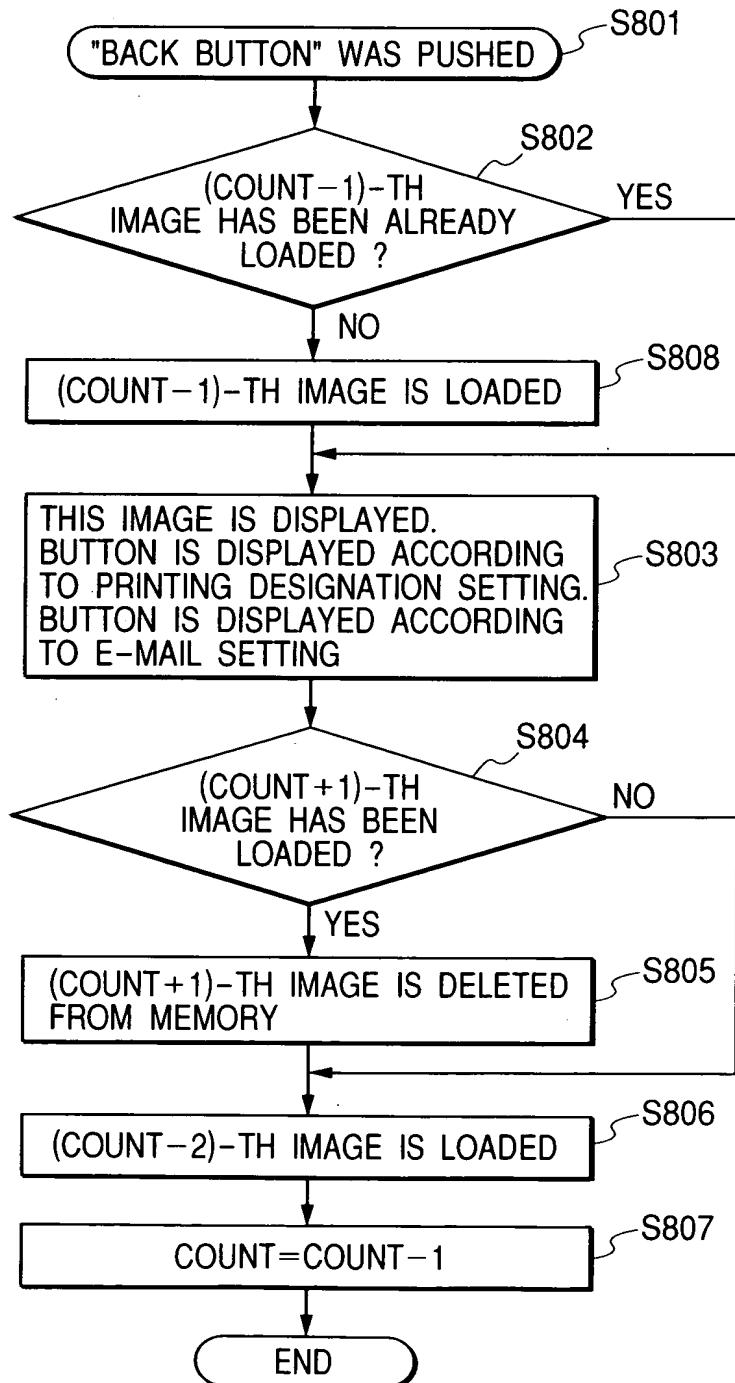 S801
"BACK BUTTON" WAS PUSHED
S802
(COUNT−1)-TH
IMAGE HAS BEEN ALREADY
LOADED ?
YES
NO
S808
(COUNT−1)-TH IMAGE IS LOADED
THIS IMAGE IS DISPLAYED.
BUTTON IS DISPLAYED ACCORDING
TO PRINTING DESIGNATION SETTING.
BUTTON IS DISPLAYED ACCORDING
TO E-MAIL SETTING
S803
S804
(COUNT+1)-TH
IMAGE HAS BEEN
LOADED ?
NO
YES
S805
(COUNT+1)-TH IMAGE IS DELETED
FROM MEMORY
S806
(COUNT−2)-TH IMAGE IS LOADED
S807
COUNT=COUNT−1
END